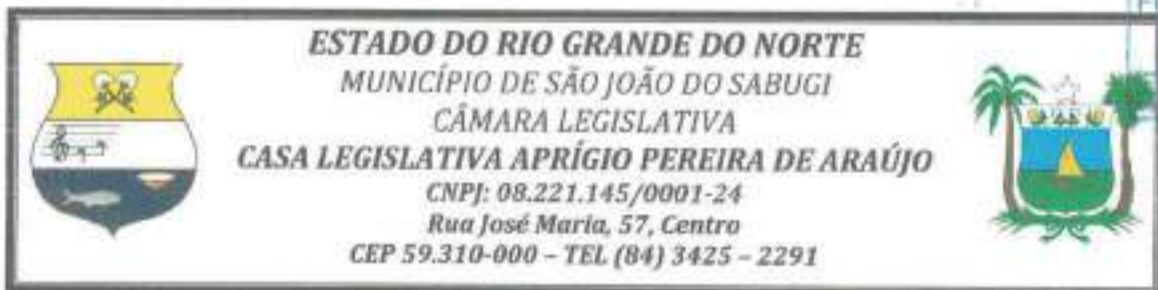 ESTADO DO RIO GRANDE DO NORTE
MUNICÍPIO DE SÃO JOÃO DO SABUGI
CÂMARA LEGISLATIVA
CASA LEGISLATIVA APRÍGIO PEREIRA DE ARAÚJO
CNPJ: 08.221.145/0001-24
Rua José Maria, 57, Centro
CEP 59.310-000 – TEL (84) 3425 – 2291